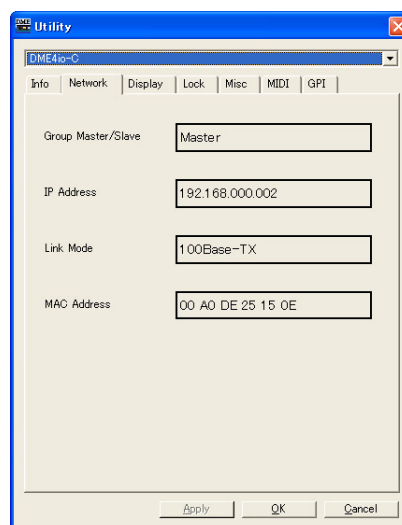 Utility
DME4io-C
Info Network Display Lock Misc MIDI GPI
Group Master/Slave Master
IP Address 192.168.000.002
Link Mode 100Base-TX
MAC Address 00 A0 DE 25 15 0E
Apply OK Cancel